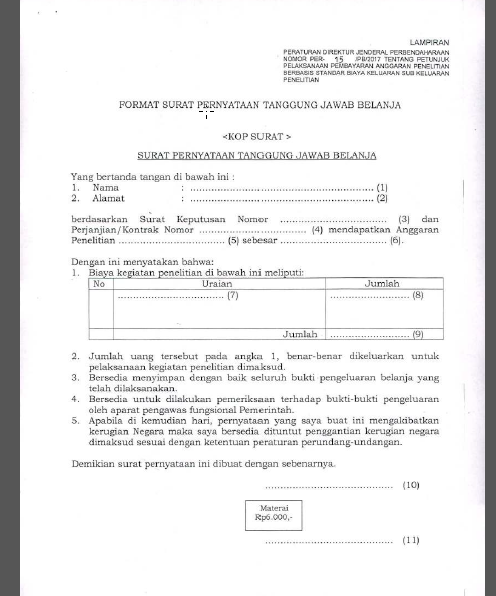 LAMPIRAN
PERATURAN DIREKTUR JENDERAL PERBENDAHARAAN
NOMOR PER- 15 /PB/2017 TENTANG PETUNJUK
PELAKSANAAN PEMBAYARAN ANGGARAN PENELITIAN
BERBASIS STANDAR BIAYA KELUARAN SUB KELUARAN
PENELITIAN
FORMAT SURAT PERNYATAAN TANGGUNG JAWAB BELANJA
<KOP SURAT >
SURAT PERNYATAAN TANGGUNG JAWAB BELANJA
Yang bertanda tangan di bawah ini :
1. Nama : ............................................................. (1)
2. Alamat : ............................................................. (2)
berdasarkan Surat Keputusan Nomor .................................... (3) dan
Perjanjian/Kontrak Nomor .................................... (4) mendapatkan Anggaran
Penelitian ................................... (5) sebesar ................................... (6).
Dengan ini menyatakan bahwa:
1. Biaya kegiatan penelitian di bawah ini meliputi:
No Uraian Jumlah
................................... (7) .......................... (8)
Jumlah .......................... (9)
2. Jumlah uang tersebut pada angka 1, benar-benar dikeluarkan untuk
pelaksanaan kegiatan penelitian dimaksud.
3. Bersedia menyimpan dengan baik seluruh bukti pengeluaran belanja yang
telah dilaksanakan.
4. Bersedia untuk dilakukan pemeriksaan terhadap bukti-bukti pengeluaran
oleh aparat pengawas fungsional Pemerintah.
5. Apabila di kemudian hari, pernyataan yang saya buat ini mengakibatkan
kerugian Negara maka saya bersedia dituntut penggantian kerugian negara
dimaksud sesuai dengan ketentuan peraturan perundang-undangan.
Demikian surat pernyataan ini dibuat dengan sebenarnya.
.......................................... (10)
Materai
Rp6.000,-
.......................................... (11)